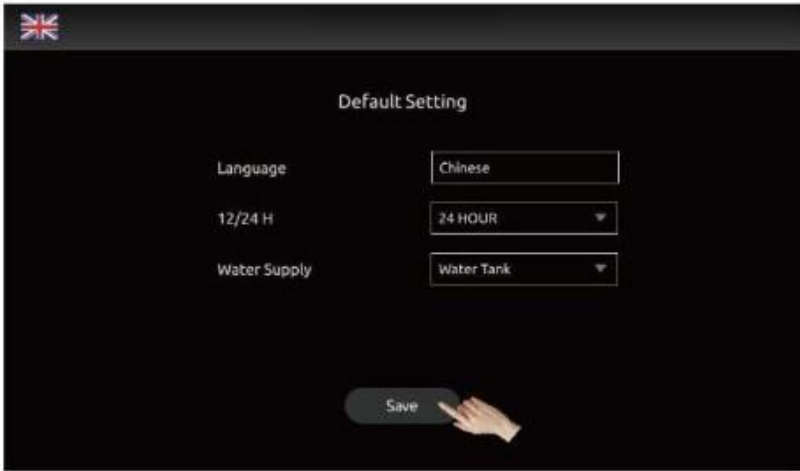 Default Setting
Language Chinese
12/24 H 24 HOUR
Water Supply Water Tank
Save